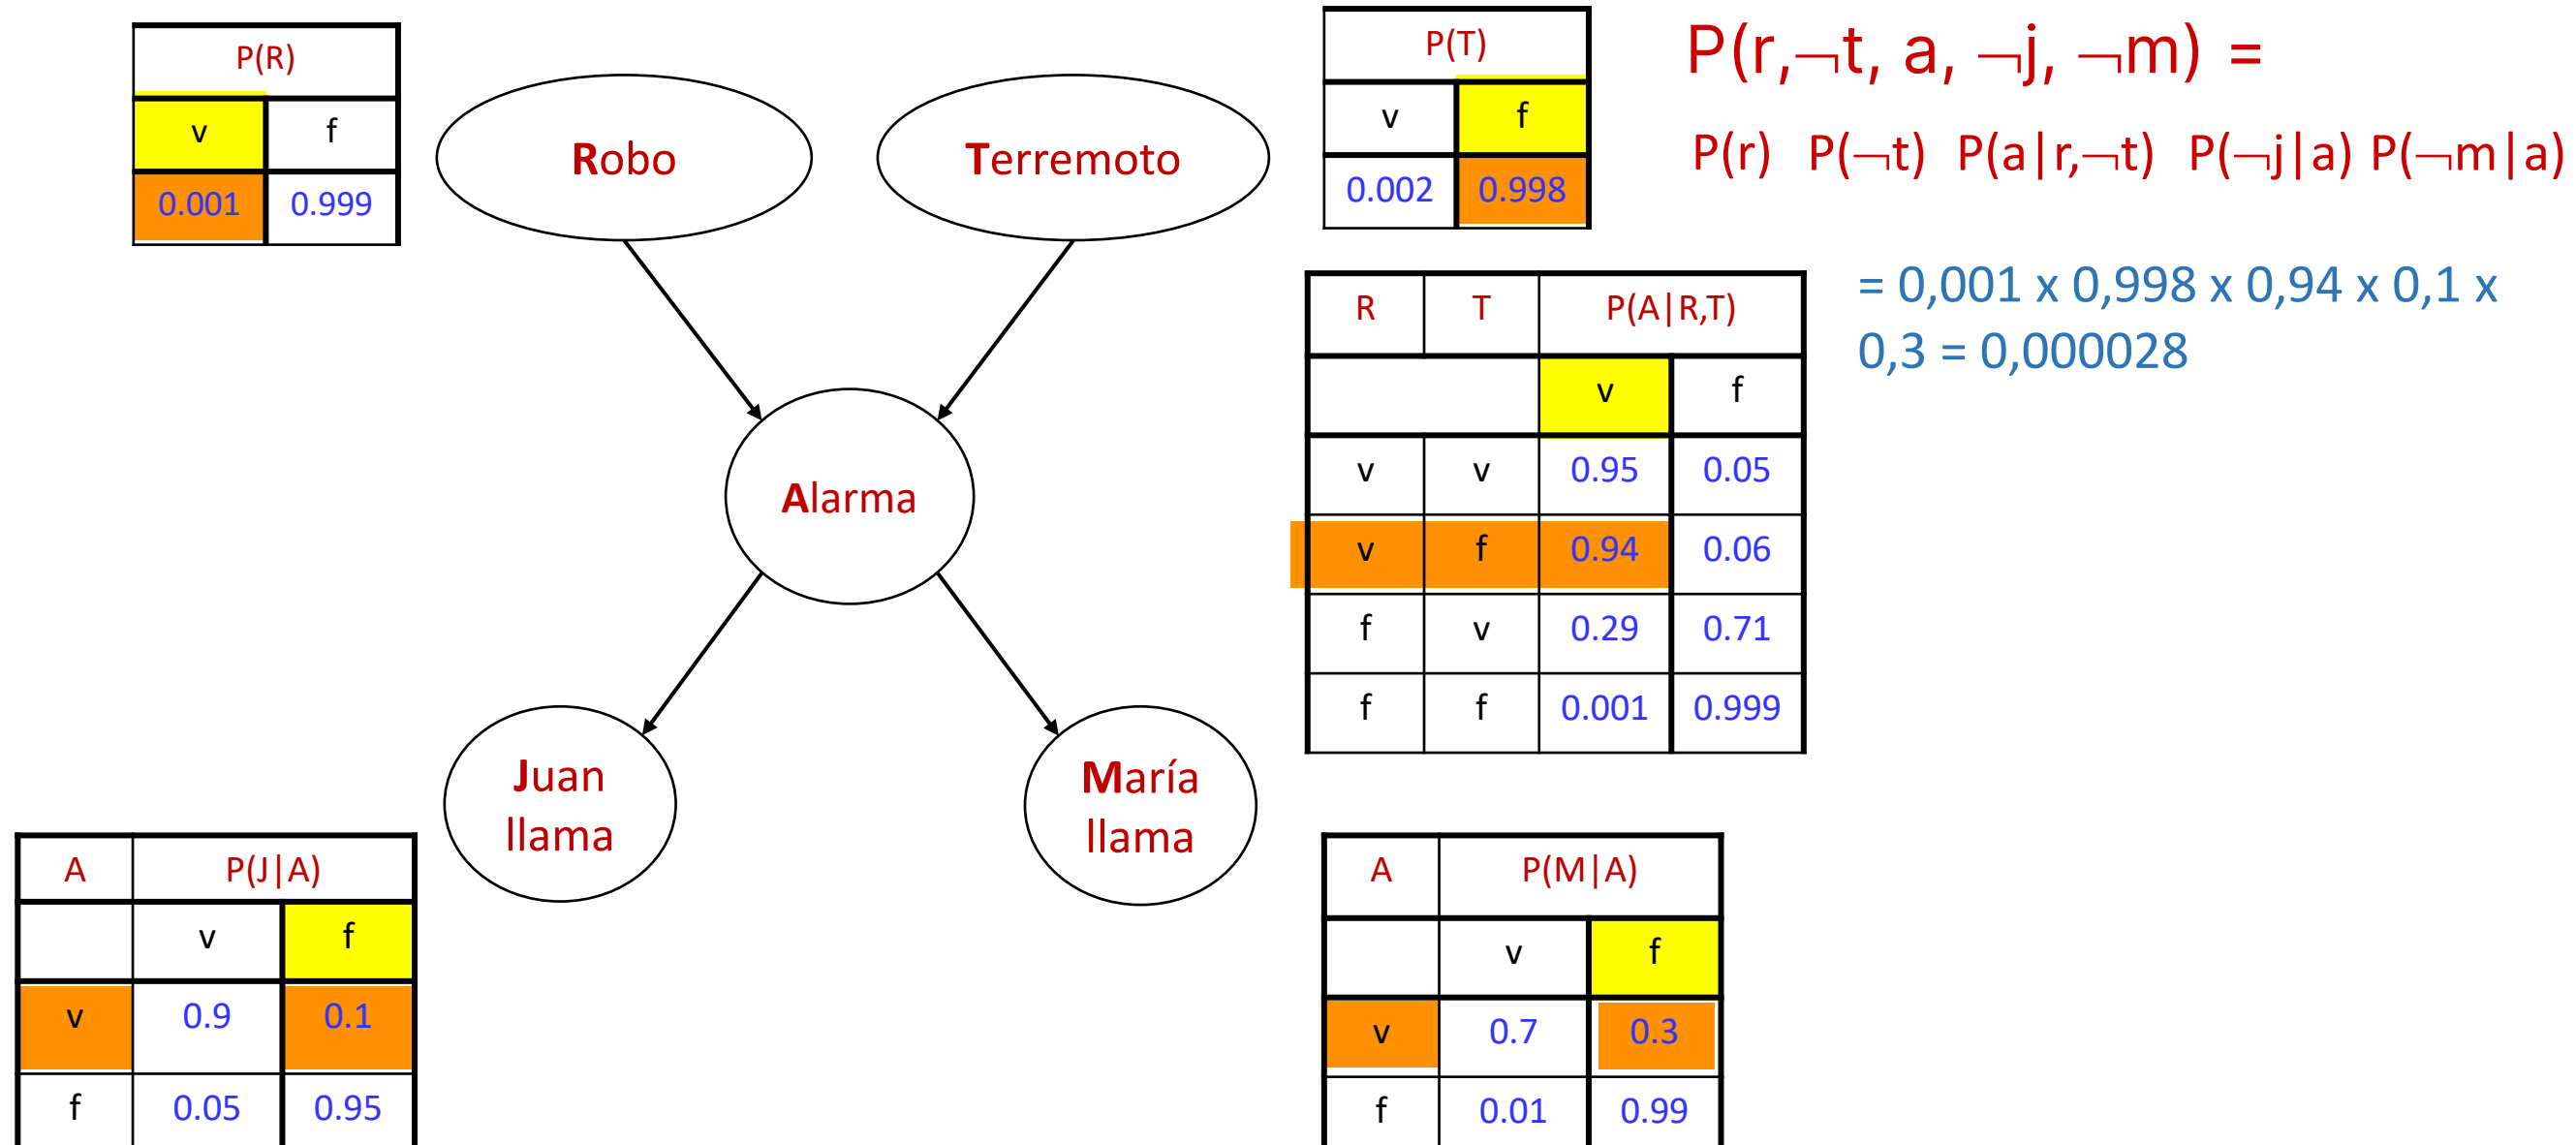 P(R)
v f
0.001 0.999
Robo
Terremoto
P(T)
v f
0.002 0.998
P(r,¬t, a, ¬j, ¬m) =
P(r) P(¬t) P(a|r,¬t) P(¬j|a) P(¬m|a)
= 0,001 x 0,998 x 0,94 x 0,1 x
0,3 = 0,000028
R T P(A|R,T)
v f
v v 0.95 0.05
v f 0.94 0.06
f v 0.29 0.71
f f 0.001 0.999
Alarma
Juan
llama
María
llama
A P(J|A)
v f
v 0.9 0.1
f 0.05 0.95
A P(M|A)
v f
v 0.7 0.3
f 0.01 0.99